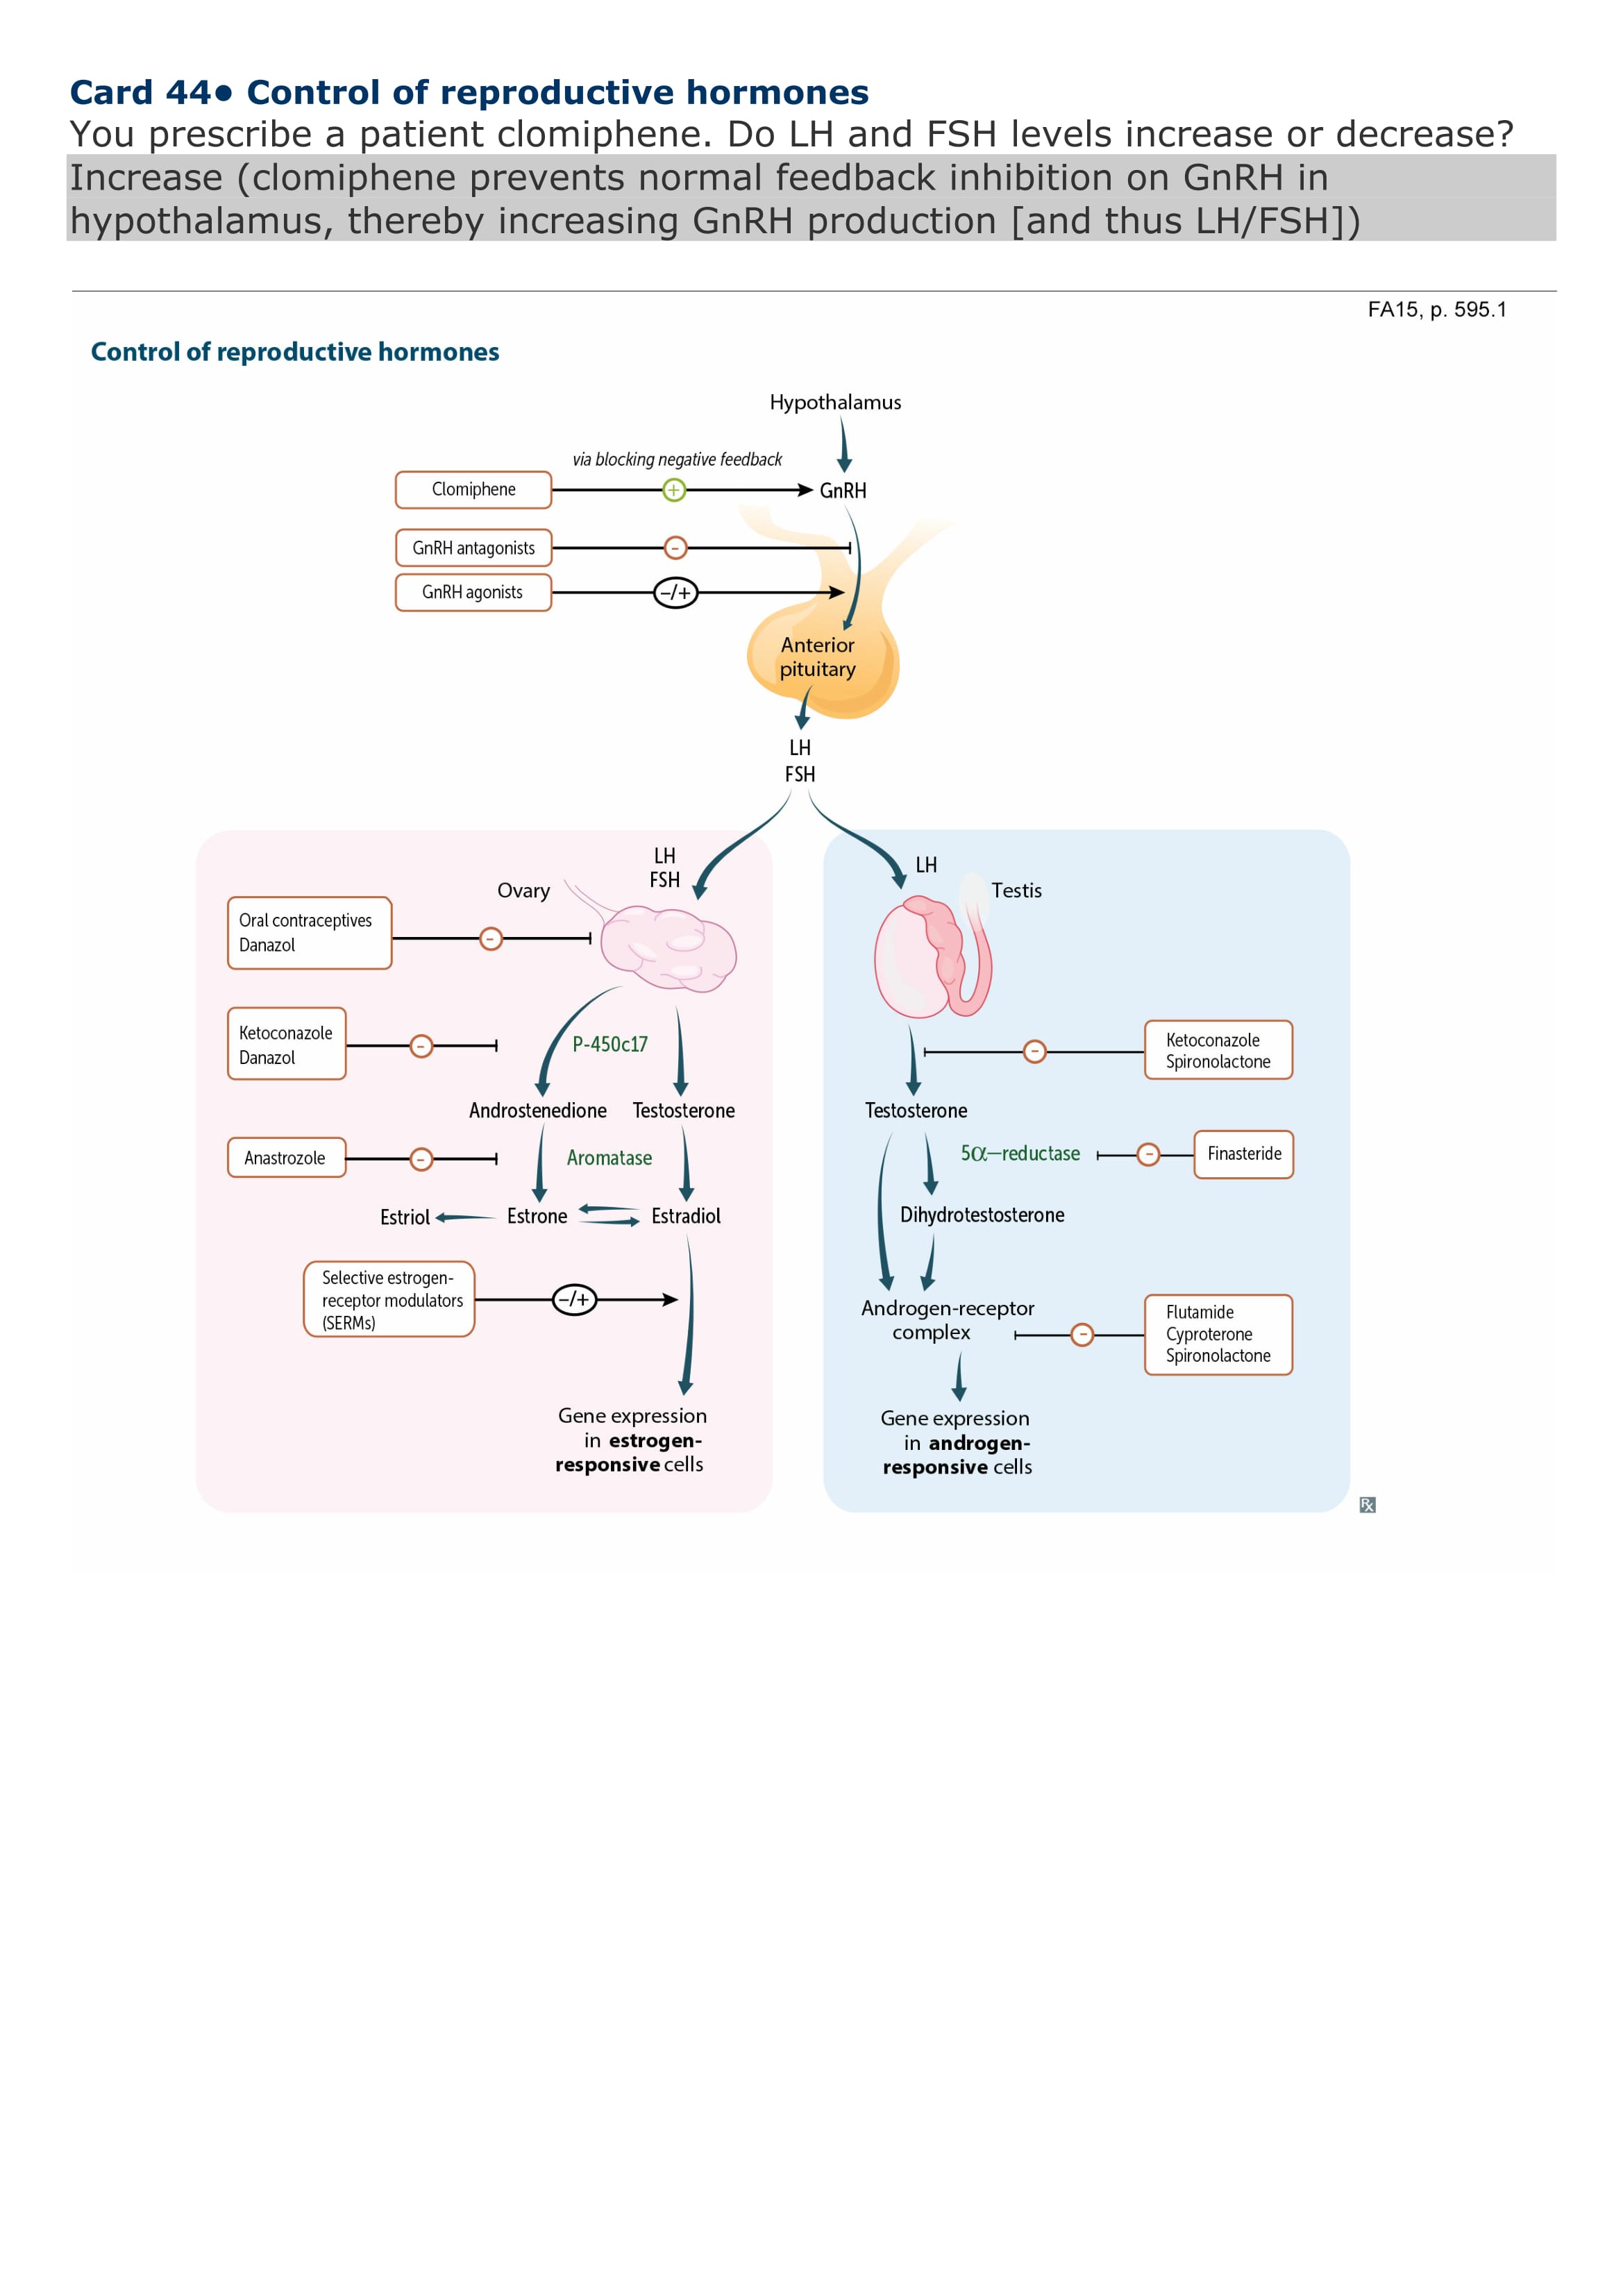 Card 44● Control of reproductive hormones
You prescribe a patient clomiphene. Do LH and FSH levels increase or decrease?
Increase (clomiphene prevents normal feedback inhibition on GnRH in
hypothalamus, thereby increasing GnRH production [and thus LH/FSH])
FA15, p. 595.1
Control of reproductive hormones
Hypothalamus
via blocking negative feedback
Clomiphene
+
GnRH
GnRH antagonists
-
GnRH agonists
−/+
Anterior
pituitary
LH
FSH
LH
FSH
Ovary
Oral contraceptives
Danazol
-
Ketoconazole
Danazol
-
P-450c17
Androstenedione
Testosterone
Anastrozole
-
Aromatase
Estriol
Estrone
Estradiol
Selective estrogen-
receptor modulators
(SERMs)
−/+
Gene expression
in estrogen-
responsive cells
LH
Testis
-
Ketoconazole
Spironolactone
Testosterone
5α−reductase
-
Finasteride
Dihydrotestosterone
Androgen-receptor
complex
-
Flutamide
Cyproterone
Spironolactone
Gene expression
in androgen-
responsive cells
Rx